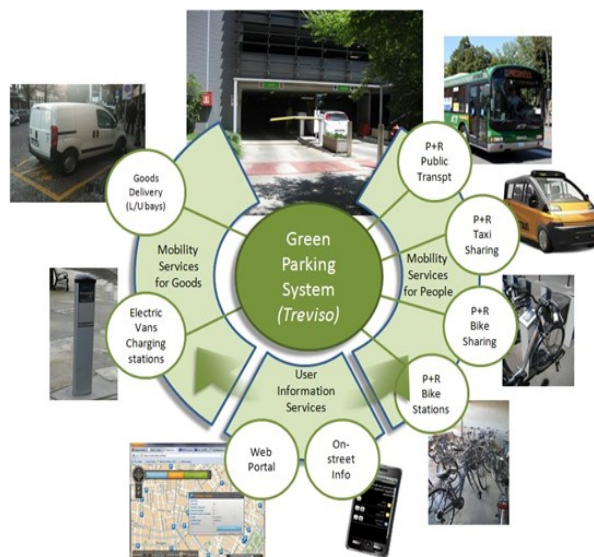 Green
Parking
System
(Treviso)
Mobility
Services
for Goods
Goods
Delivery
(L/U bays)
Electric
Vans
Charging
stations
User
Information
Services
Web
Portal
On-
street
Info
Mobility
Services
for People
P+R
Public
Transpt
P+R
Taxi
Sharing
P+R
Bike
Sharing
P+R
Bike
Stations